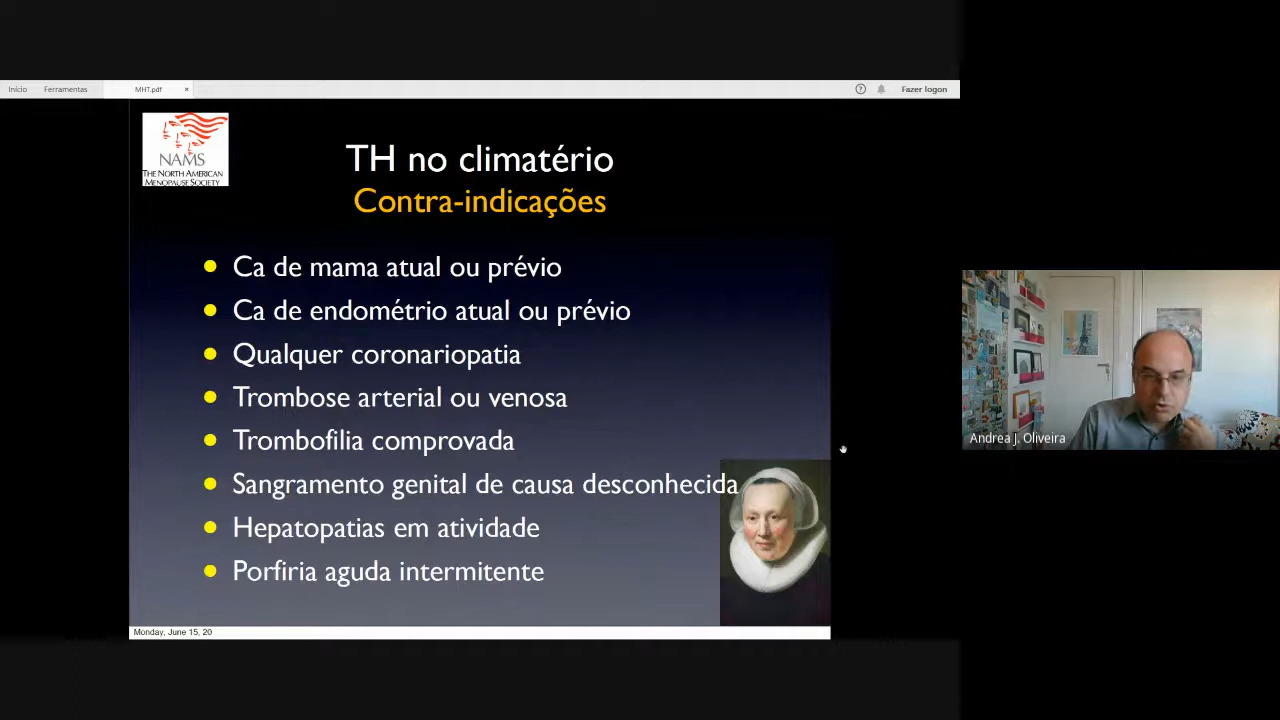 Início Ferramentas MHT.pdf × ? Fazer logon
NAMS
THE NORTH AMERICAN
MENOPAUSE SOCIETY
TH no climatério
Contra-indicações
Ca de mama atual ou prévio
Ca de endométrio atual ou prévio
Qualquer coronariopatia
Trombose arterial ou venosa
Trombofilia comprovada
Sangramento genital de causa desconhecida
Hepatopatias em atividade
Porfiria aguda intermitente
Monday, June 15, 20
Andrea J. Oliveira